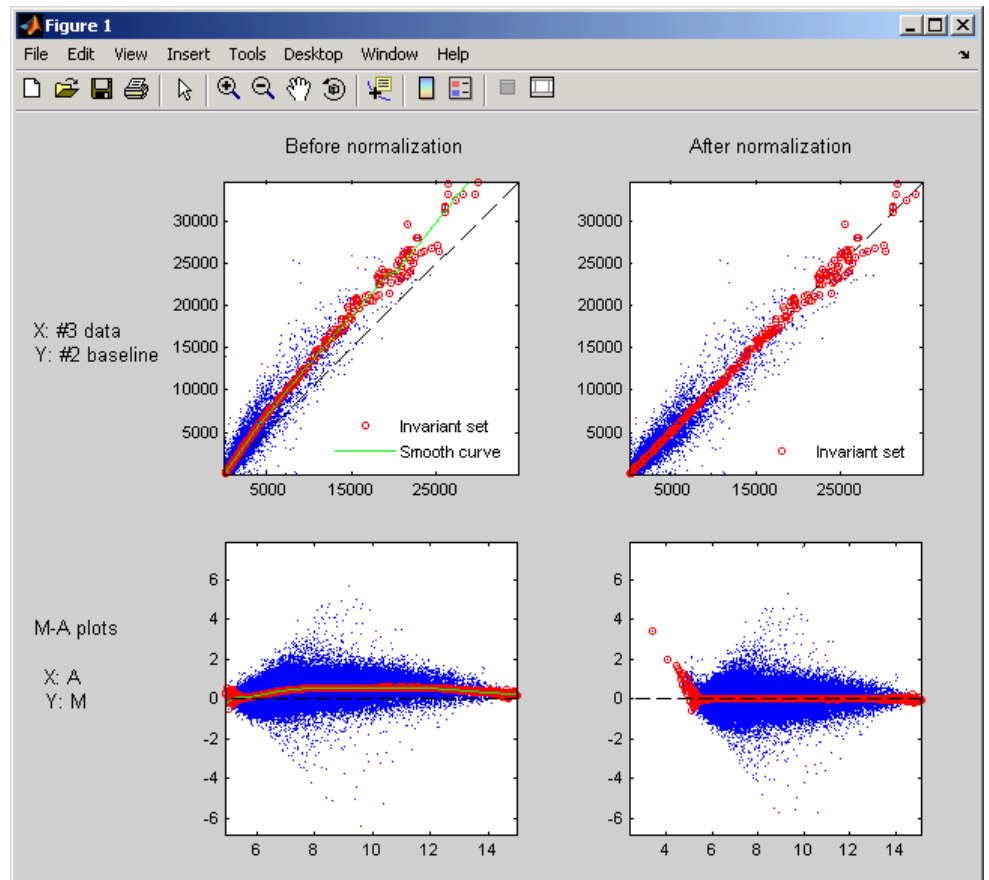 Figure 1
File Edit View Insert Tools Desktop Window Help
Before normalization
After normalization
X: #3 data
Y: #2 baseline
30000
25000
20000
15000
10000
5000
Invariant set
Smooth curve
5000 15000 25000
30000
25000
20000
15000
10000
5000
Invariant set
5000 15000 25000
M-A plots
X: A
Y: M
6
4
2
0
-2
-4
-6
6 8 10 12 14
6
4
2
0
-2
-4
-6
4 6 8 10 12 14